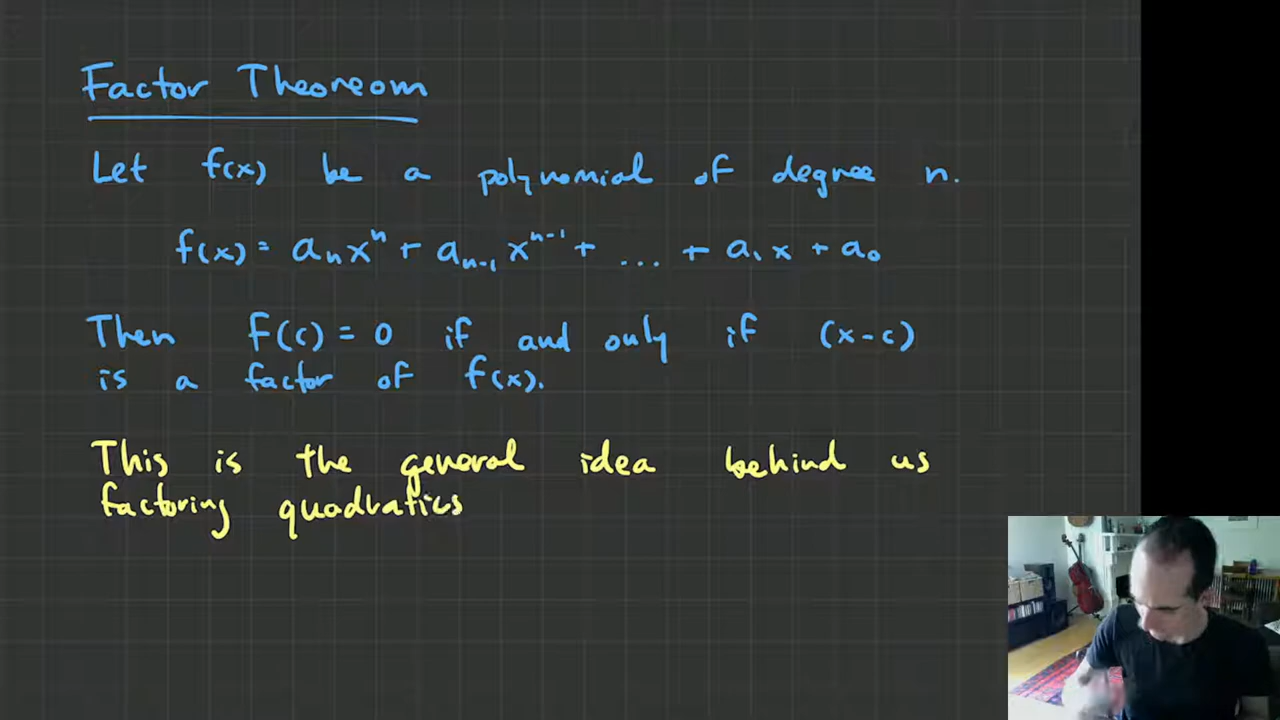 Factor Theoreom
Let f(x) be a polynomial of degree n.
f(x) = aₙxⁿ + aₙ₋₁xⁿ⁻¹ + ... + a₁x + a₀
Then f(c) = 0 if and only if (x-c)
is a factor of f(x).
This is the general idea behind us
factoring quadratics